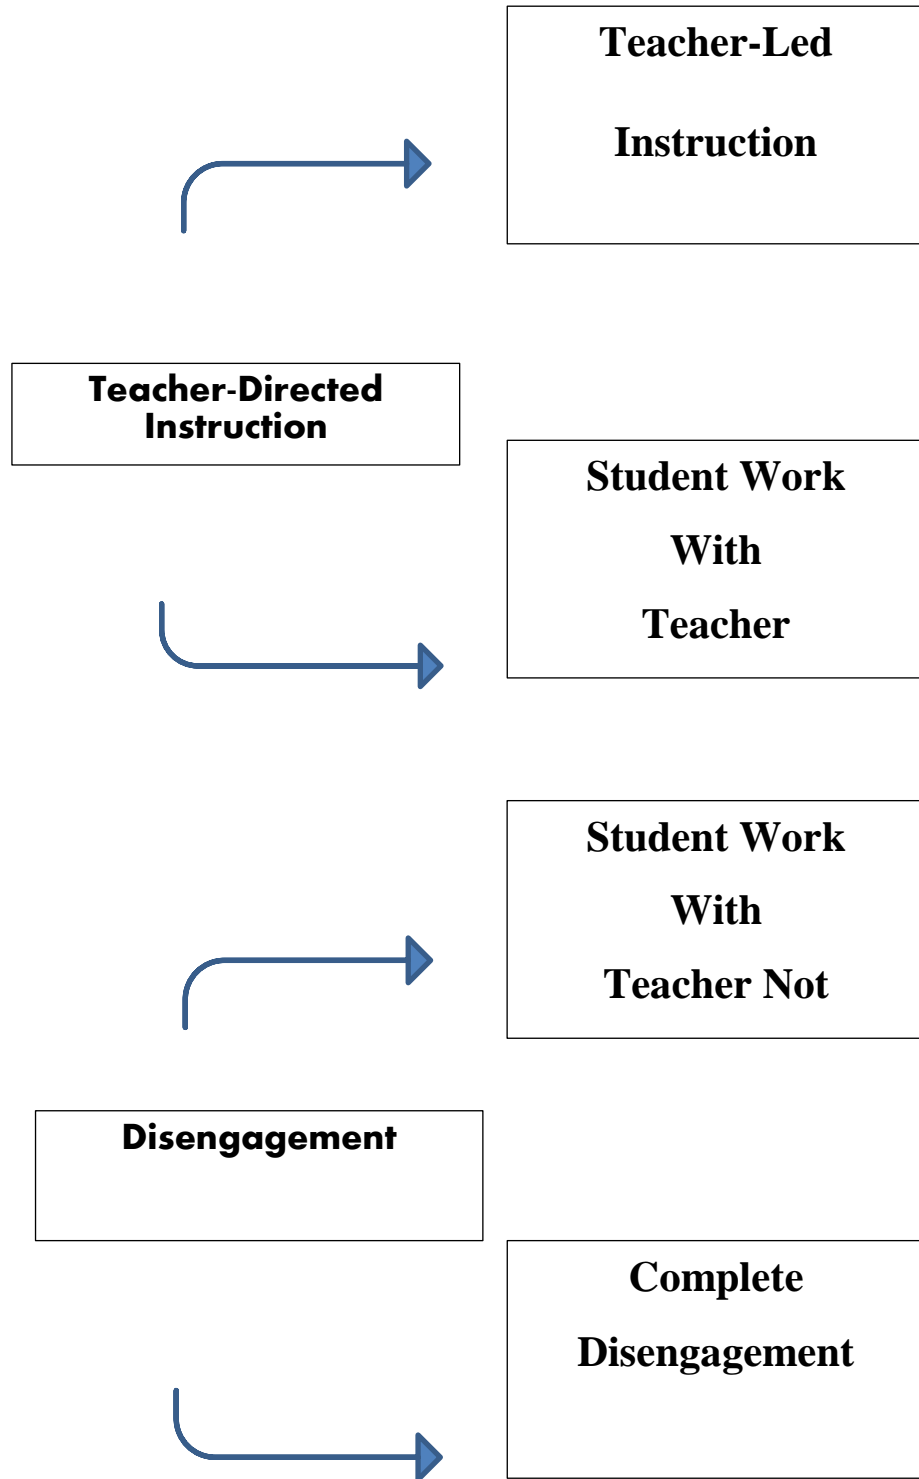 Teacher-Led
Instruction
Teacher-Directed
Instruction
Student Work
With
Teacher
Student Work
With
Teacher Not
Disengagement
Complete
Disengagement